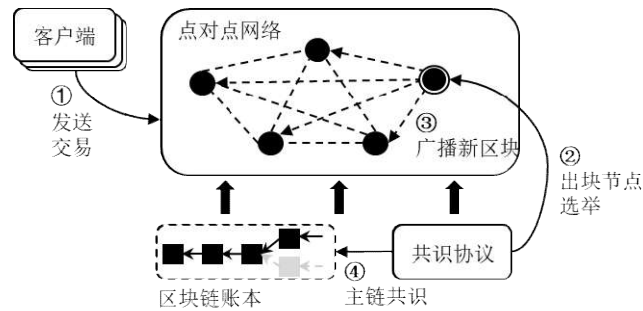 客户端
点对点网络
①
发送
交易
③
广播新区块
②
出块节点
选举
共识协议
④
主链共识
区块链账本